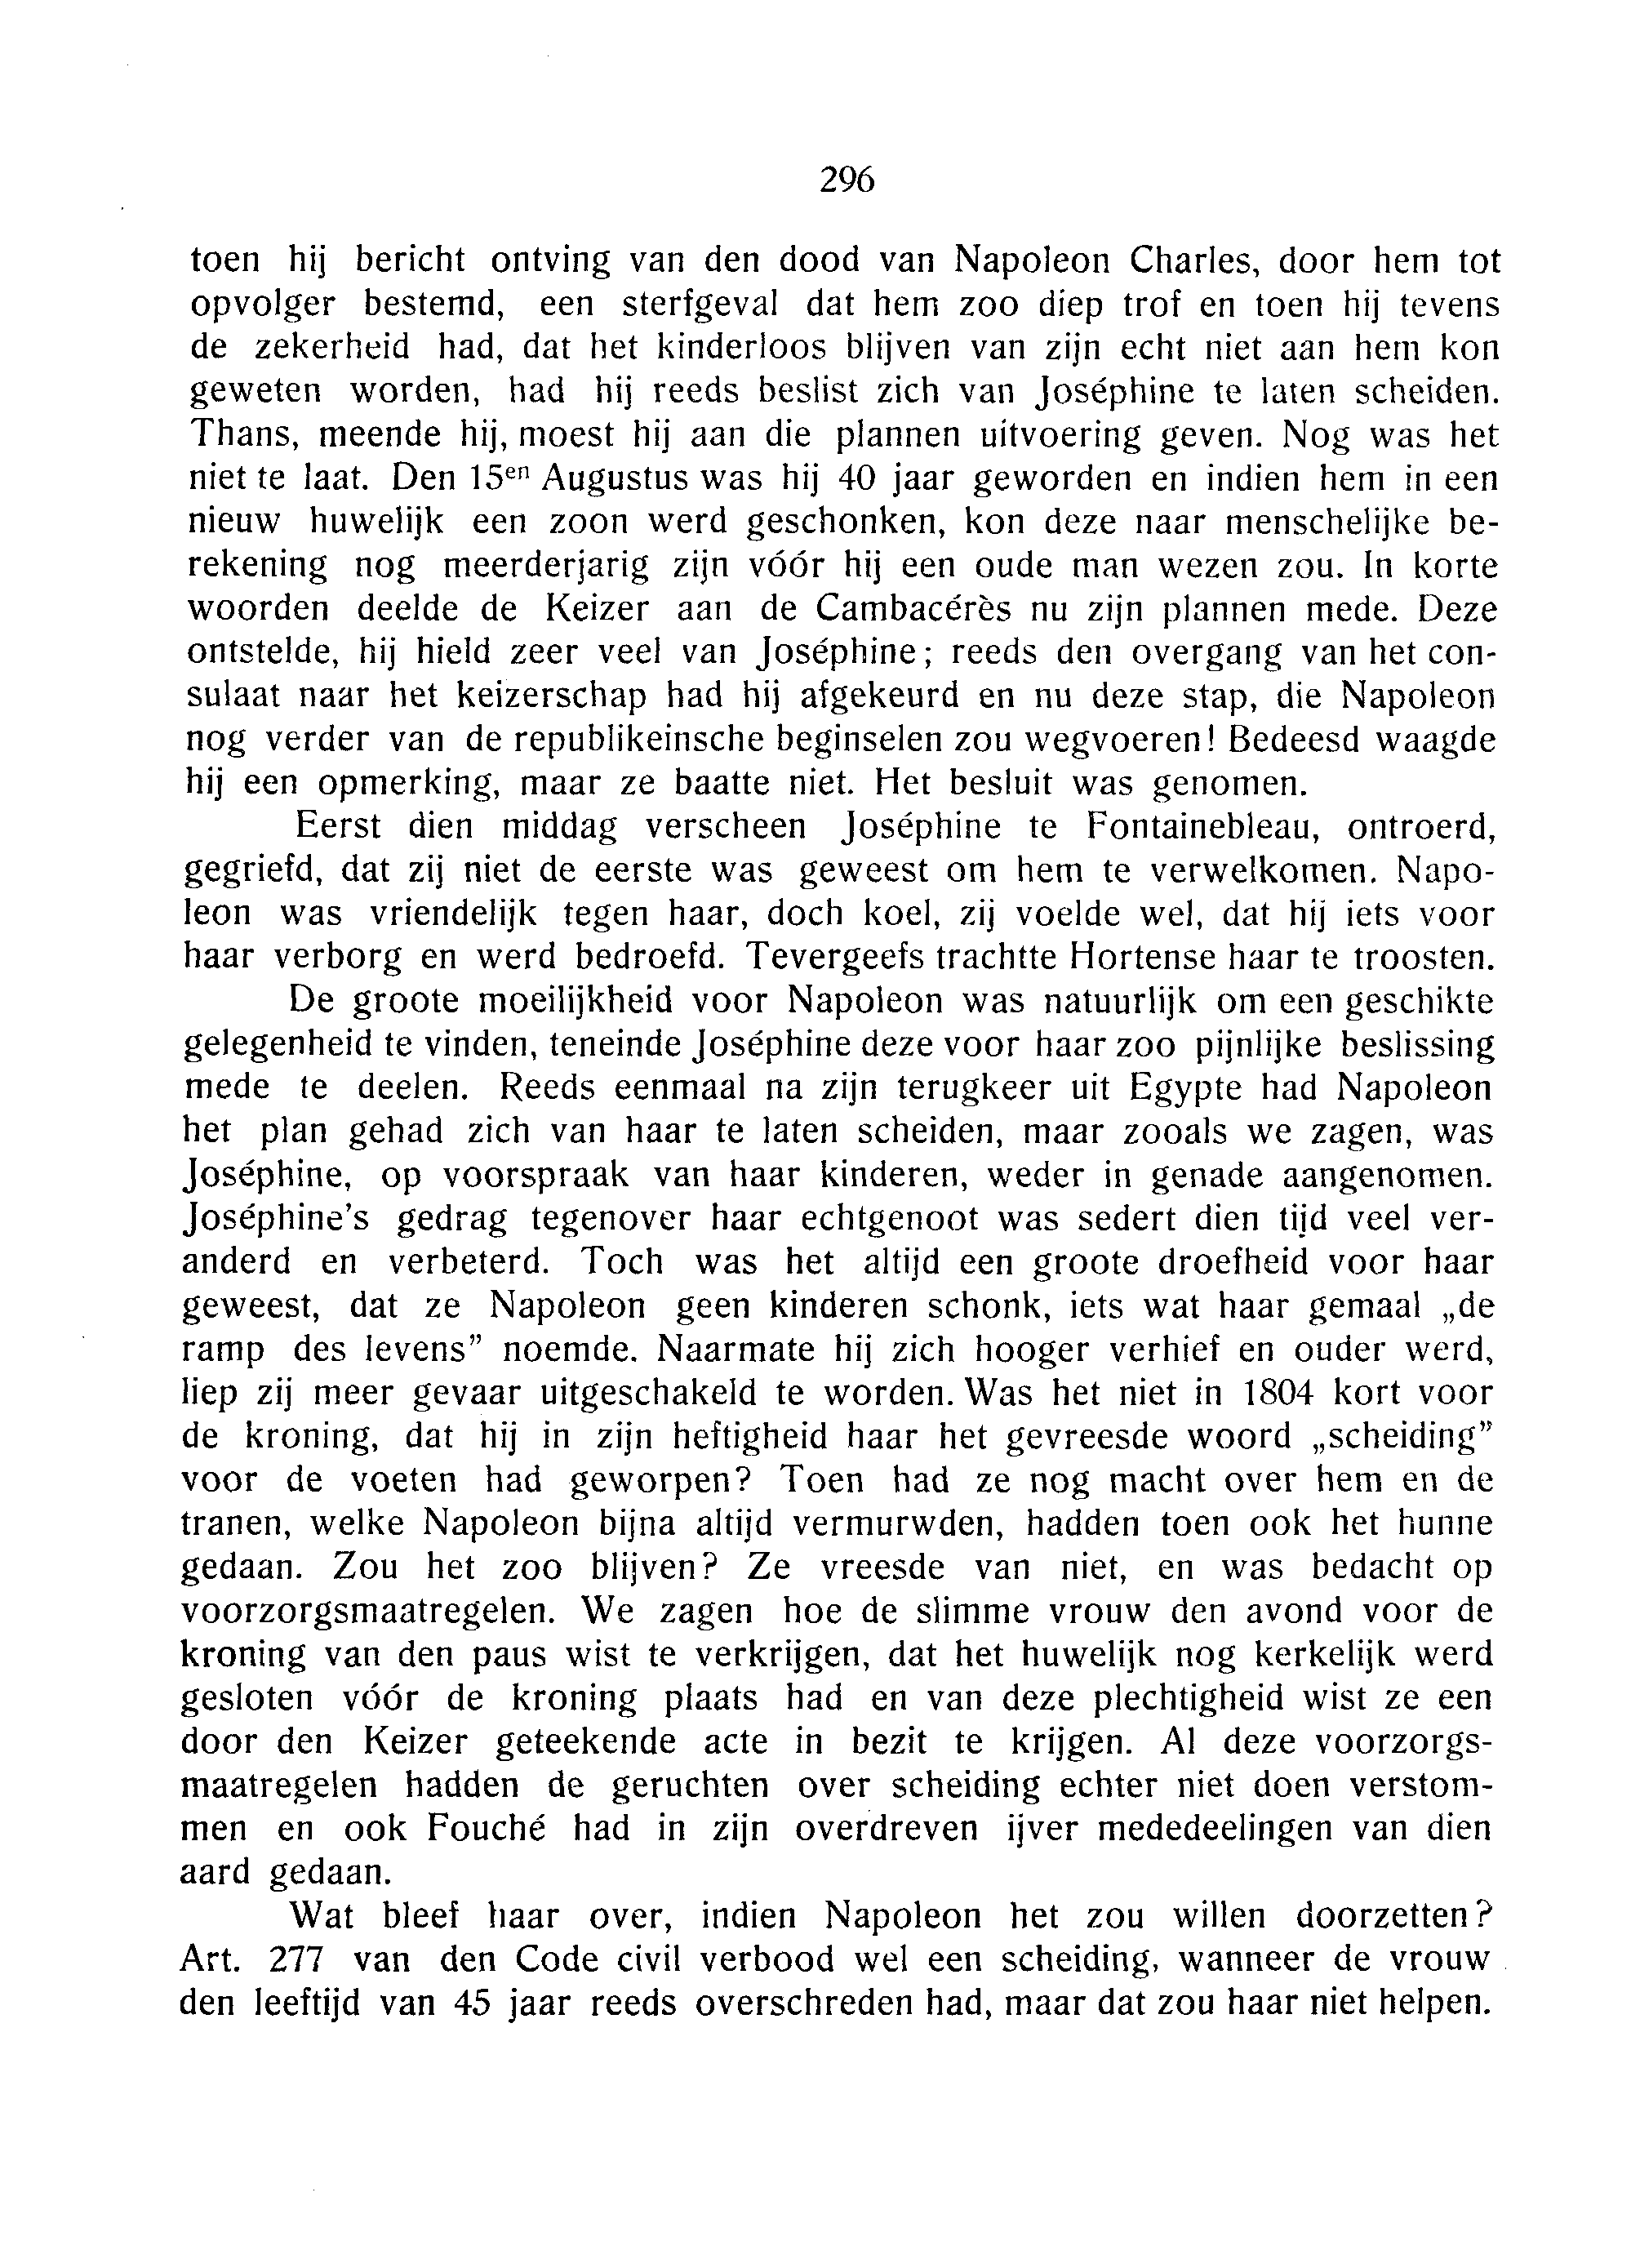 296
toen hij bericht ontving van den dood van Napoleon Charles, door hem tot
opvolger bestemd, een sterfgeval dat hem zoo diep trof en toen hij tevens
de zekerheid had, dat het kinderloos blijven van zijn echt niet aan hem kon
geweten worden, had hij reeds beslist zich van Joséphine te laten scheiden.
Thans, meende hij, moest hij aan die plannen uitvoering geven. Nog was het
niet te laat. Den 15en Augustus was hij 40 jaar geworden en indien hem in een
nieuw huwelijk een zoon werd geschonken, kon deze naar menschelijke be-
rekening nog meerderjarig zijn vóór hij een oude man wezen zou. In korte
woorden deelde de Keizer aan de Cambacérès nu zijn plannen mede. Deze
ontstelde, hij hield zeer veel van Joséphine; reeds den overgang van het con-
sulaat naar het keizerschap had hij afgekeurd en nu deze stap, die Napoleon
nog verder van de republikeinsche beginselen zou wegvoeren! Bedeesd waagde
hij een opmerking, maar ze baatte niet. Het besluit was genomen.
Eerst dien middag verscheen Joséphine te Fontainebleau, ontroerd,
gegriefd, dat zij niet de eerste was geweest om hem te verwelkomen. Napo-
leon was vriendelijk tegen haar, doch koel, zij voelde wel, dat hij iets voor
haar verborg en werd bedroefd. Tevergeefs trachtte Hortense haar te troosten.
De groote moeilijkheid voor Napoleon was natuurlijk om een geschikte
gelegenheid te vinden, teneinde Joséphine deze voor haar zoo pijnlijke beslissing
mede te deelen. Reeds eenmaal na zijn terugkeer uit Egypte had Napoleon
het plan gehad zich van haar te laten scheiden, maar zooals we zagen, was
Joséphine, op voorspraak van haar kinderen, weder in genade aangenomen.
Joséphine's gedrag tegenover haar echtgenoot was sedert dien tijd veel ver-
anderd en verbeterd. Toch was het altijd een groote droefheid voor haar
geweest, dat ze Napoleon geen kinderen schonk, iets wat haar gemaal „de
ramp des levens” noemde. Naarmate hij zich hooger verhief en ouder werd,
liep zij meer gevaar uitgeschakeld te worden. Was het niet in 1804 kort voor
de kroning, dat hij in zijn heftigheid haar het gevreesde woord „scheiding”
voor de voeten had geworpen? Toen had ze nog macht over hem en de
tranen, welke Napoleon bijna altijd vermurwden, hadden toen ook het hunne
gedaan. Zou het zoo blijven? Ze vreesde van niet, en was bedacht op
voorzorgsmaatregelen. We zagen hoe de slimme vrouw den avond voor de
kroning van den paus wist te verkrijgen, dat het huwelijk nog kerkelijk werd
gesloten vóór de kroning plaats had en van deze plechtigheid wist ze een
door den Keizer geteekende acte in bezit te krijgen. Al deze voorzorgs-
maatregelen hadden de geruchten over scheiding echter niet doen verstom-
men en ook Fouché had in zijn overdreven ijver mededeelingen van dien
aard gedaan.
Wat bleef haar over, indien Napoleon het zou willen doorzetten?
Art. 277 van den Code civil verbood wel een scheiding, wanneer de vrouw
den leeftijd van 45 jaar reeds overschreden had, maar dat zou haar niet helpen.